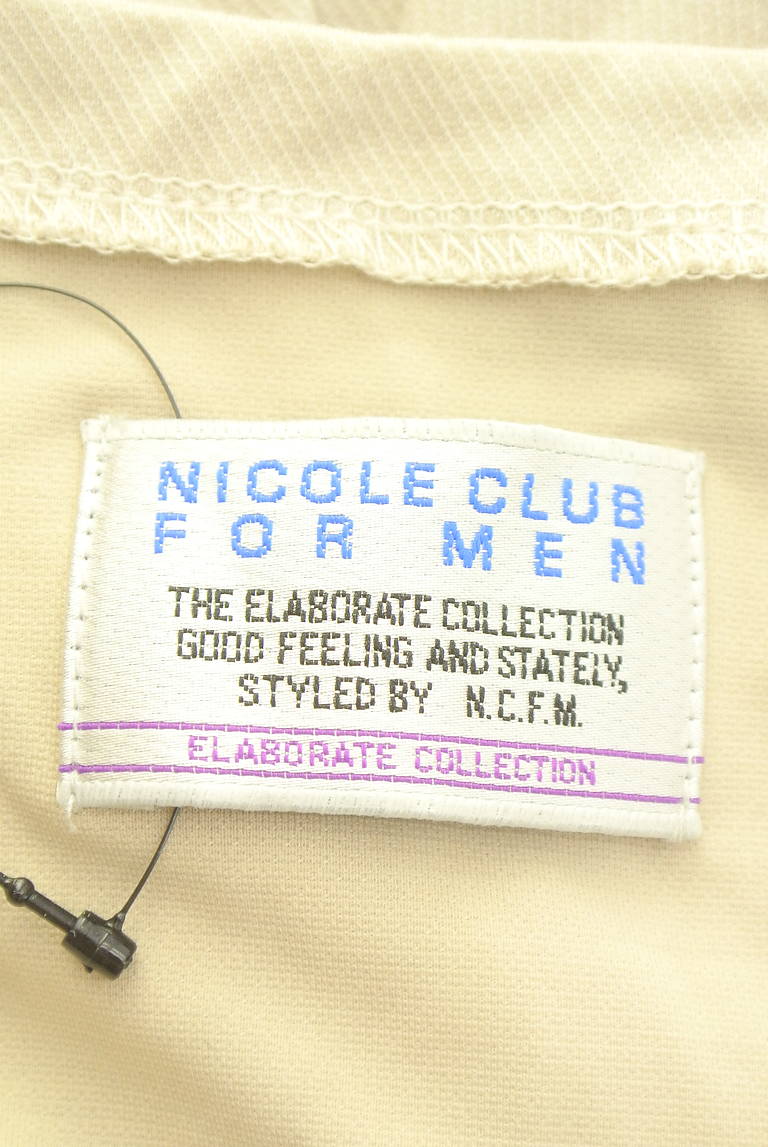 NICOLE CLUB
FOR MEN
THE ELABORATE COLLECTION
GOOD FEELING AND STATELY,
STYLED BY N.C.F.M.
ELABORATE COLLECTION